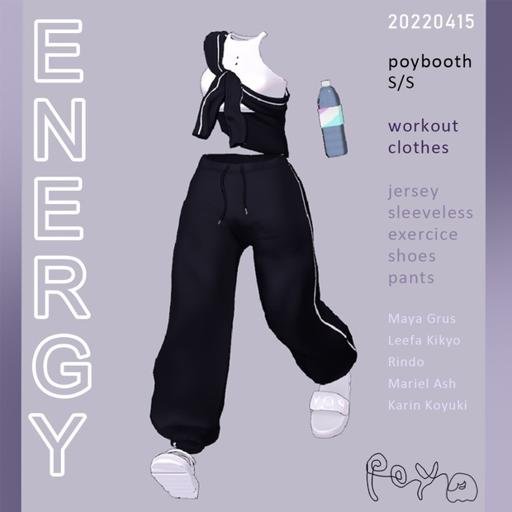 ENERGY
20220415
poybooth
S/S
workout
clothes
jersey
sleeveless
exercice
shoes
pants
Maya Grus
Leefa Kikyo
Rindo
Mariel Ash
Karin Koyuki